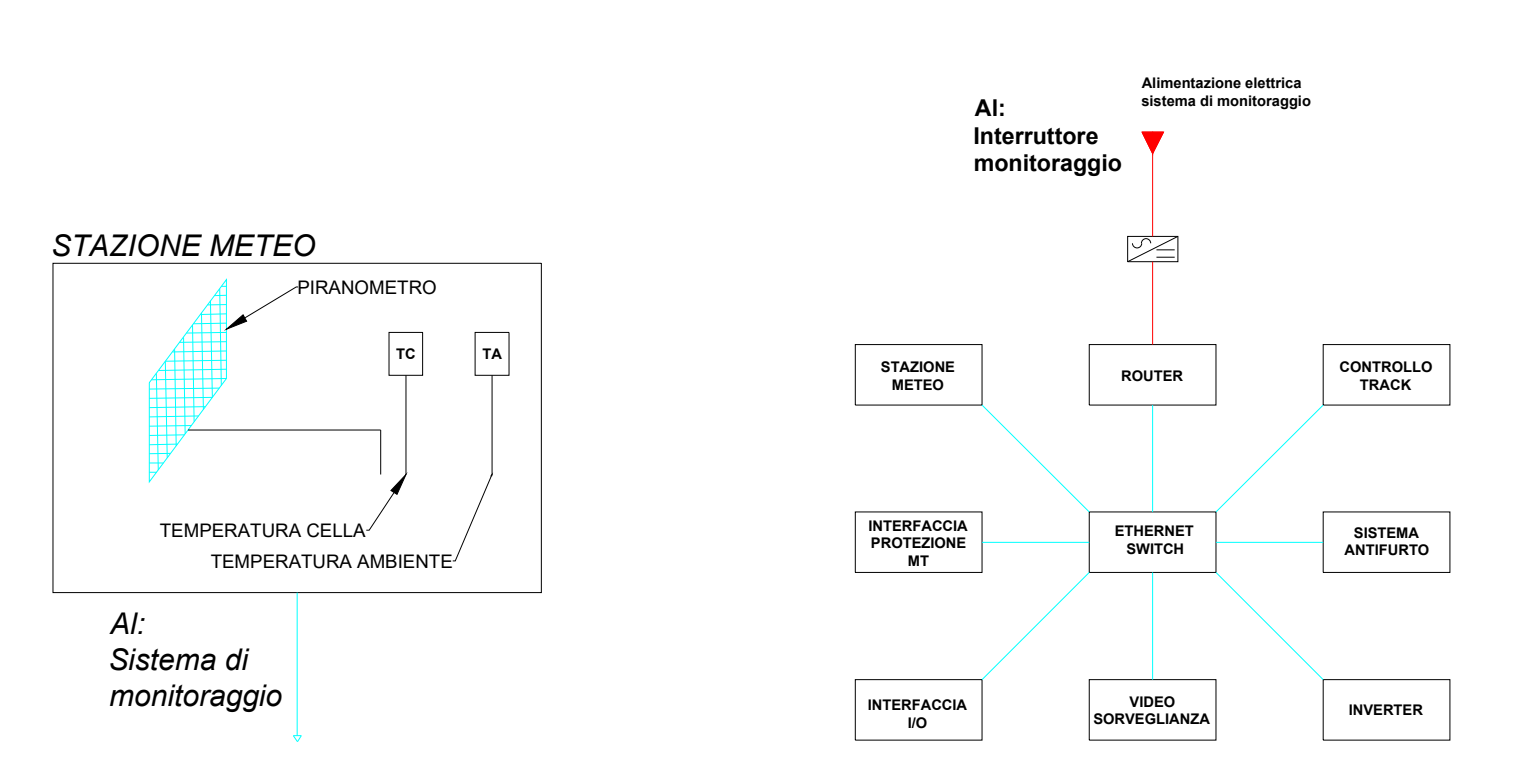 STAZIONE METEO
PIRANOMETRO
TC
TA
TEMPERATURA CELLA
TEMPERATURA AMBIENTE
Al:
Sistema di
monitoraggio
Alimentazione elettrica
sistema di monitoraggio
Al:
Interruttore
monitoraggio
STAZIONE
METEO
ROUTER
CONTROLLO
TRACK
INTERFACCIA
PROTEZIONE
MT
ETHERNET
SWITCH
SISTEMA
ANTIFURTO
INTERFACCIA
I/O
VIDEO
SORVEGLIANZA
INVERTER